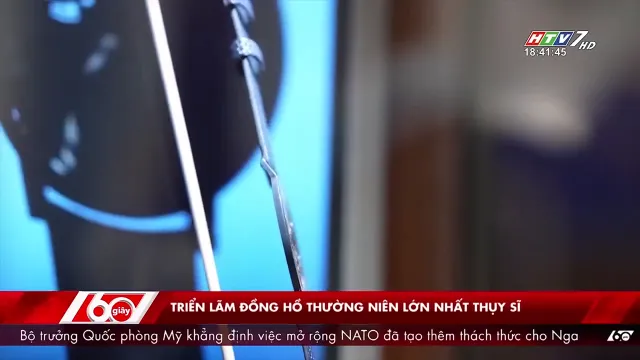 HTV7 HD
18:41:45
60 giây
TRIỂN LÃM ĐỒNG HỒ THƯỜNG NIÊN LỚN NHẤT THỤY SĨ
Bộ trưởng Quốc phòng Mỹ khẳng định việc mở rộng NATO đã tạo thêm thách thức cho Nga
60